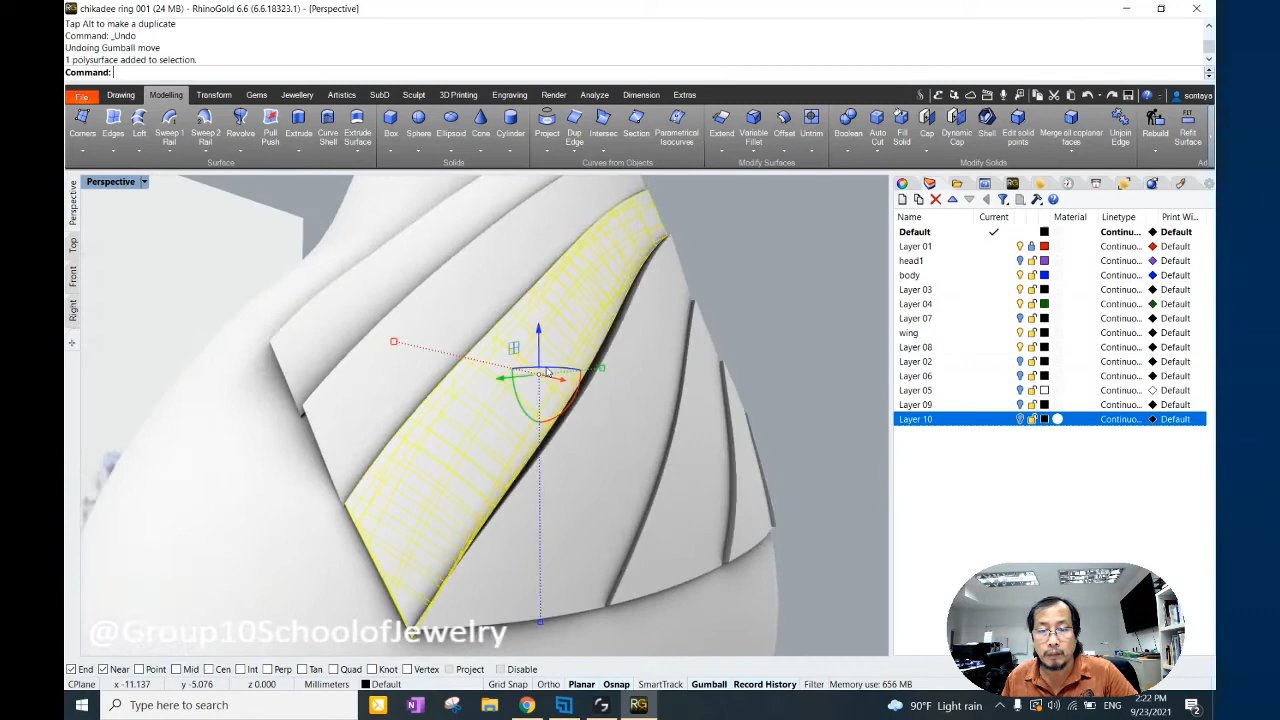 chikadee ring 001 (24 MB) - RhinoGold 6.6 (6.6.18323.1) - [Perspective]
Tap Alt to make a duplicate
Command: _Undo
Undoing Gumball move
1 polysurface added to selection.
Command:
File Drawing Modelling Transform Gems Jewellery Artistics SubD Sculpt 3D Printing Engraving Render Analyze Dimension Extras sontaya
Corners Edges Loft Sweep 1 Rail Sweep 2 Rail Revolve Pull Push Extrude Curve Shell Extrude Surface Box Sphere Ellipsoid Cone Cylinder Project Dup Edge Intersec Section Parametrical Isocurves Extend Variable Fillet Offset Untrim Boolean Auto Cut Fill Solid Cap Dynamic Cap Shell Edit solid points Merge all coplanar faces Unjoin Edge Rebuild Refit Surface
Surface Solids Curves from Objects Modify Surfaces Modify Solids Ad
Perspective
Perspective
Top
Front
Right
Name Current Material Linetype Print Wi...
Default Continu... Default
Layer 01 Continuo... Default
head1 Continuo... Default
body Continuo... Default
Layer 03 Continuo... Default
Layer 04 Continuo... Default
Layer 07 Continuo... Default
wing Continuo... Default
Layer 08 Continuo... Default
Layer 02 Continuo... Default
Layer 06 Continuo... Default
Layer 05 Continuo... Default
Layer 09 Continuo... Default
Layer 10 Continuo... Default
@Group10SchoolofJewelry
End Near Point Mid Cen Int Perp Tan Quad Knot Vertex Project Disable
CPlane x -11.137 y -5.076 z 0.000 Millimeters Default Grid Snap Ortho Planar Osnap SmartTrack Gumball Record History Filter Memory use: 656 MB
Type here to search
90°F Light rain
ENG
2:22 PM
9/23/2021
2